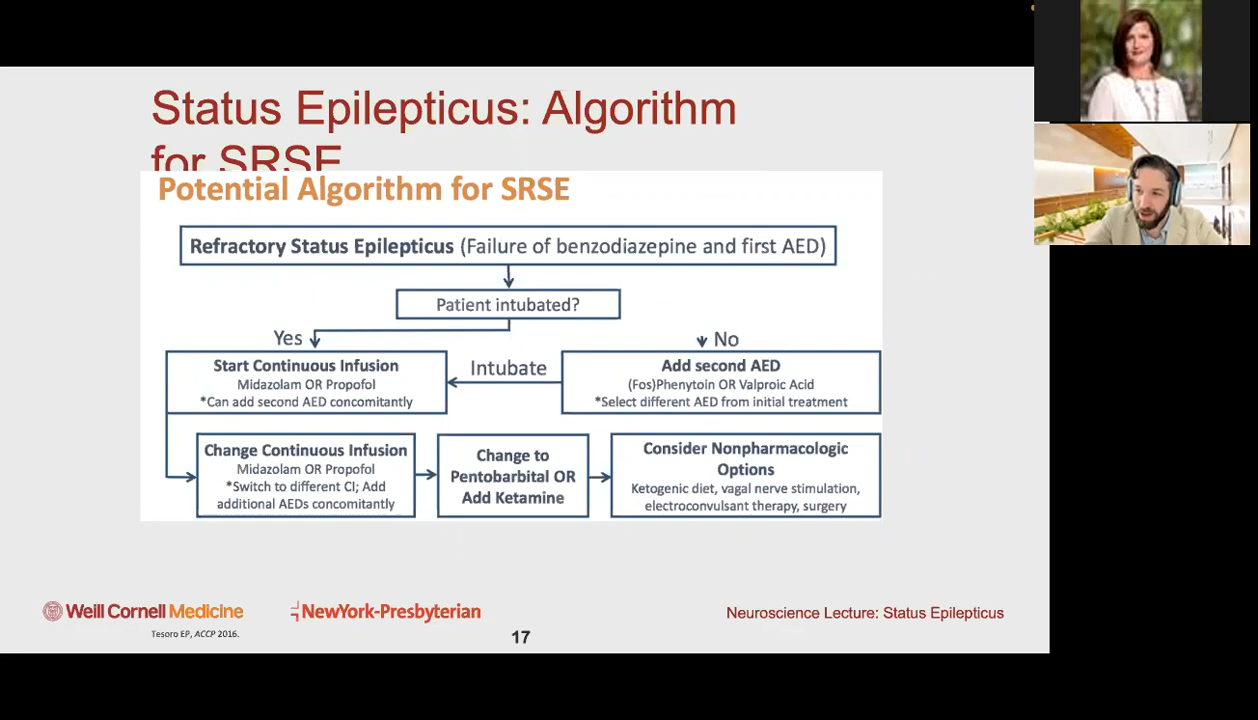 Status Epilepticus: Algorithm
for SRSE
Potential Algorithm for SRSE
Refractory Status Epilepticus (Failure of benzodiazepine and first AED)
Patient intubated?
Yes
No
Start Continuous Infusion
Midazolam OR Propofol
*Can add second AED concomitantly
Intubate
Add second AED
(Fos)Phenytoin OR Valproic Acid
*Select different AED from initial treatment
Change Continuous Infusion
Midazolam OR Propofol
*Switch to different CI; Add
additional AEDs concomitantly
Change to
Pentobarbital OR
Add Ketamine
Consider Nonpharmacologic
Options
Ketogenic diet, vagal nerve stimulation,
electroconvulsant therapy, surgery
Weill Cornell Medicine
NewYork-Presbyterian
Neuroscience Lecture: Status Epilepticus
Tesoro EP, ACCP 2016.
17